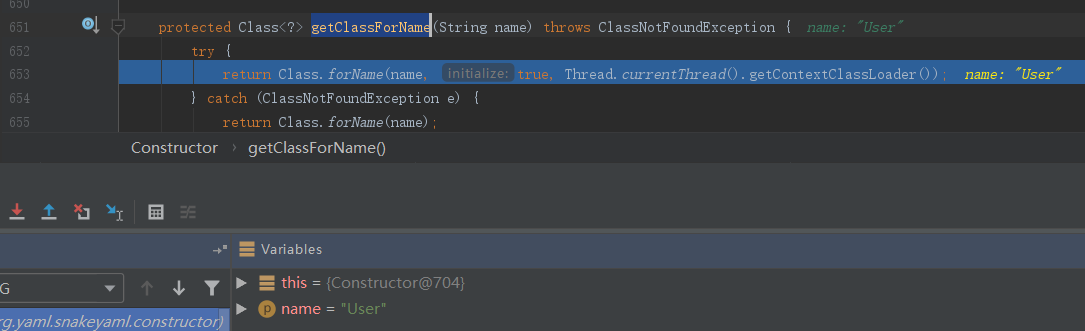 650
651 protected Class<?> getClassForName(String name) throws ClassNotFoundException { name: "User"
652 try {
653 return Class.forName(name, initialize: true, Thread.currentThread().getContextClassLoader()); name: "User"
654 } catch (ClassNotFoundException e) {
655 return Class.forName(name);
Constructor › getClassForName()
Variables
G
this = {Constructor@704}
name = "User"
rg.yaml.snakeyaml.constructor)